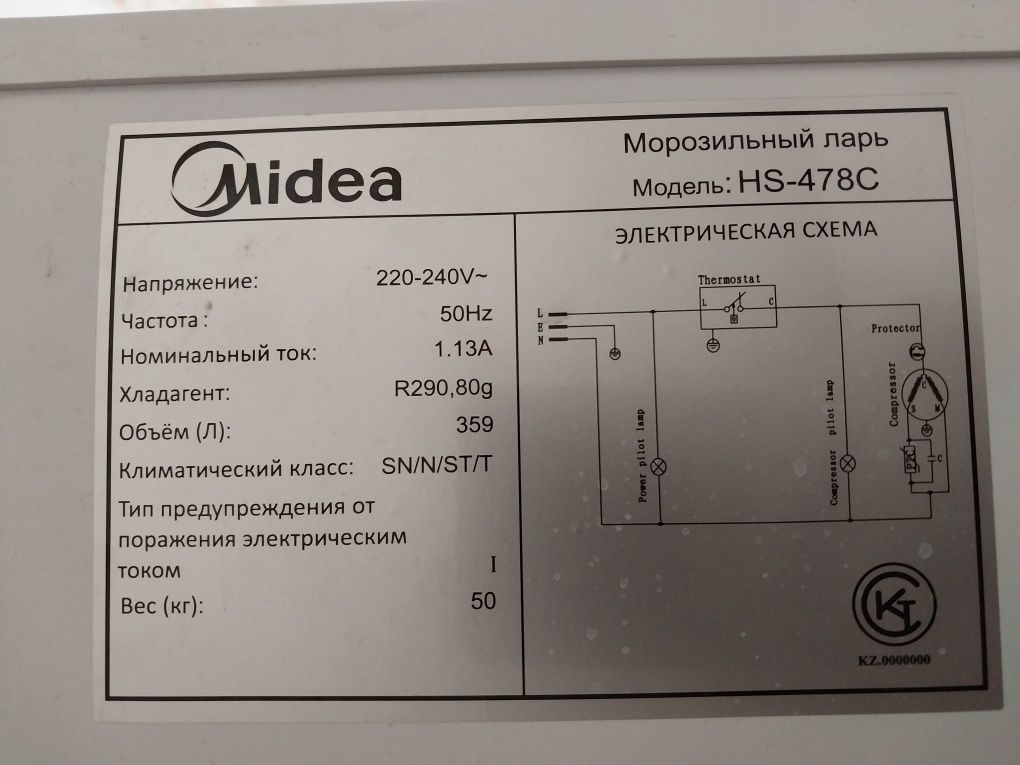 Midea
Морозильный ларь
Модель: HS-478C
Напряжение: 220-240V~
Частота : 50Hz
Номинальный ток: 1.13A
Хладагент: R290,80g
Объём (Л): 359
Климатический класс: SN/N/ST/T
Тип предупреждения от
поражения электрическим
током I
Вес (кг): 50
ЭЛЕКТРИЧЕСКАЯ СХЕМА
Thermostat
L C
L
E
N
Power pilot lamp
Compressor pilot lamp
Protector
Compressor
C
S M
PTC
C
KZ.0000000